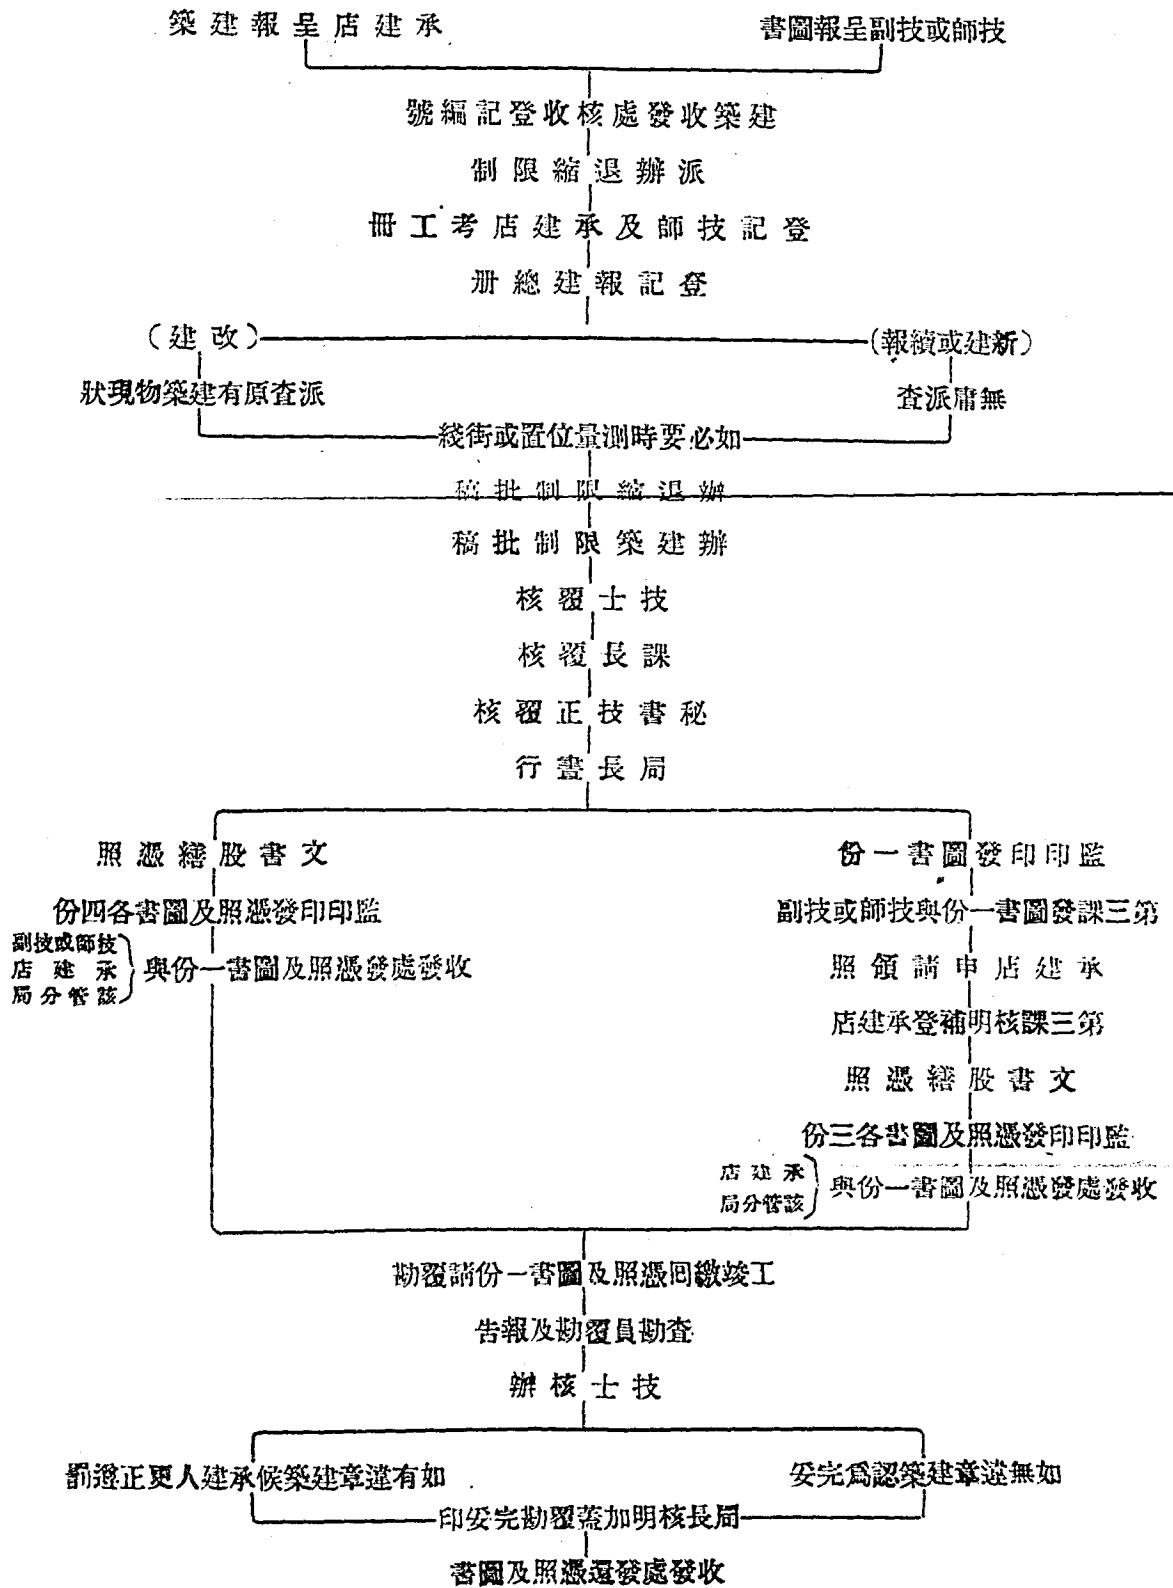 技師或技副呈報圖書
承建店呈報建築
建築收發處核收登記編號
派辦退縮限制
登記技師及承建店考工冊
登記報建總册
(新建或續報)
(改建)
無庸派查
派查原有建築物現狀
如必要時測量位置或街綫
辦退縮限制批稿
辦建築限制批稿
技士覆核
課長覆核
秘書技正覆核
局長書行
監印印發圖書一份
第三課發圖書一份與技師或技副
承建店申請領照
第三課核明補登承建店
文書股繕憑照
監印印發憑照及圖書各三份
收發處發憑照及圖書一份與
承建店
該管分局
文書股繕憑照
監印印發憑照及圖書各四份
收發處發憑照及圖書一份與
技師或技副
承建店
該管分局
工竣繳回憑照及圖書一份請覆勘
查勘員覆勘及報告
技士核辦
如無違章建築認爲完妥
如有違章建築候承建人更正遵罰
局長核明加蓋覆勘完妥印
收發處發還憑照及圖書